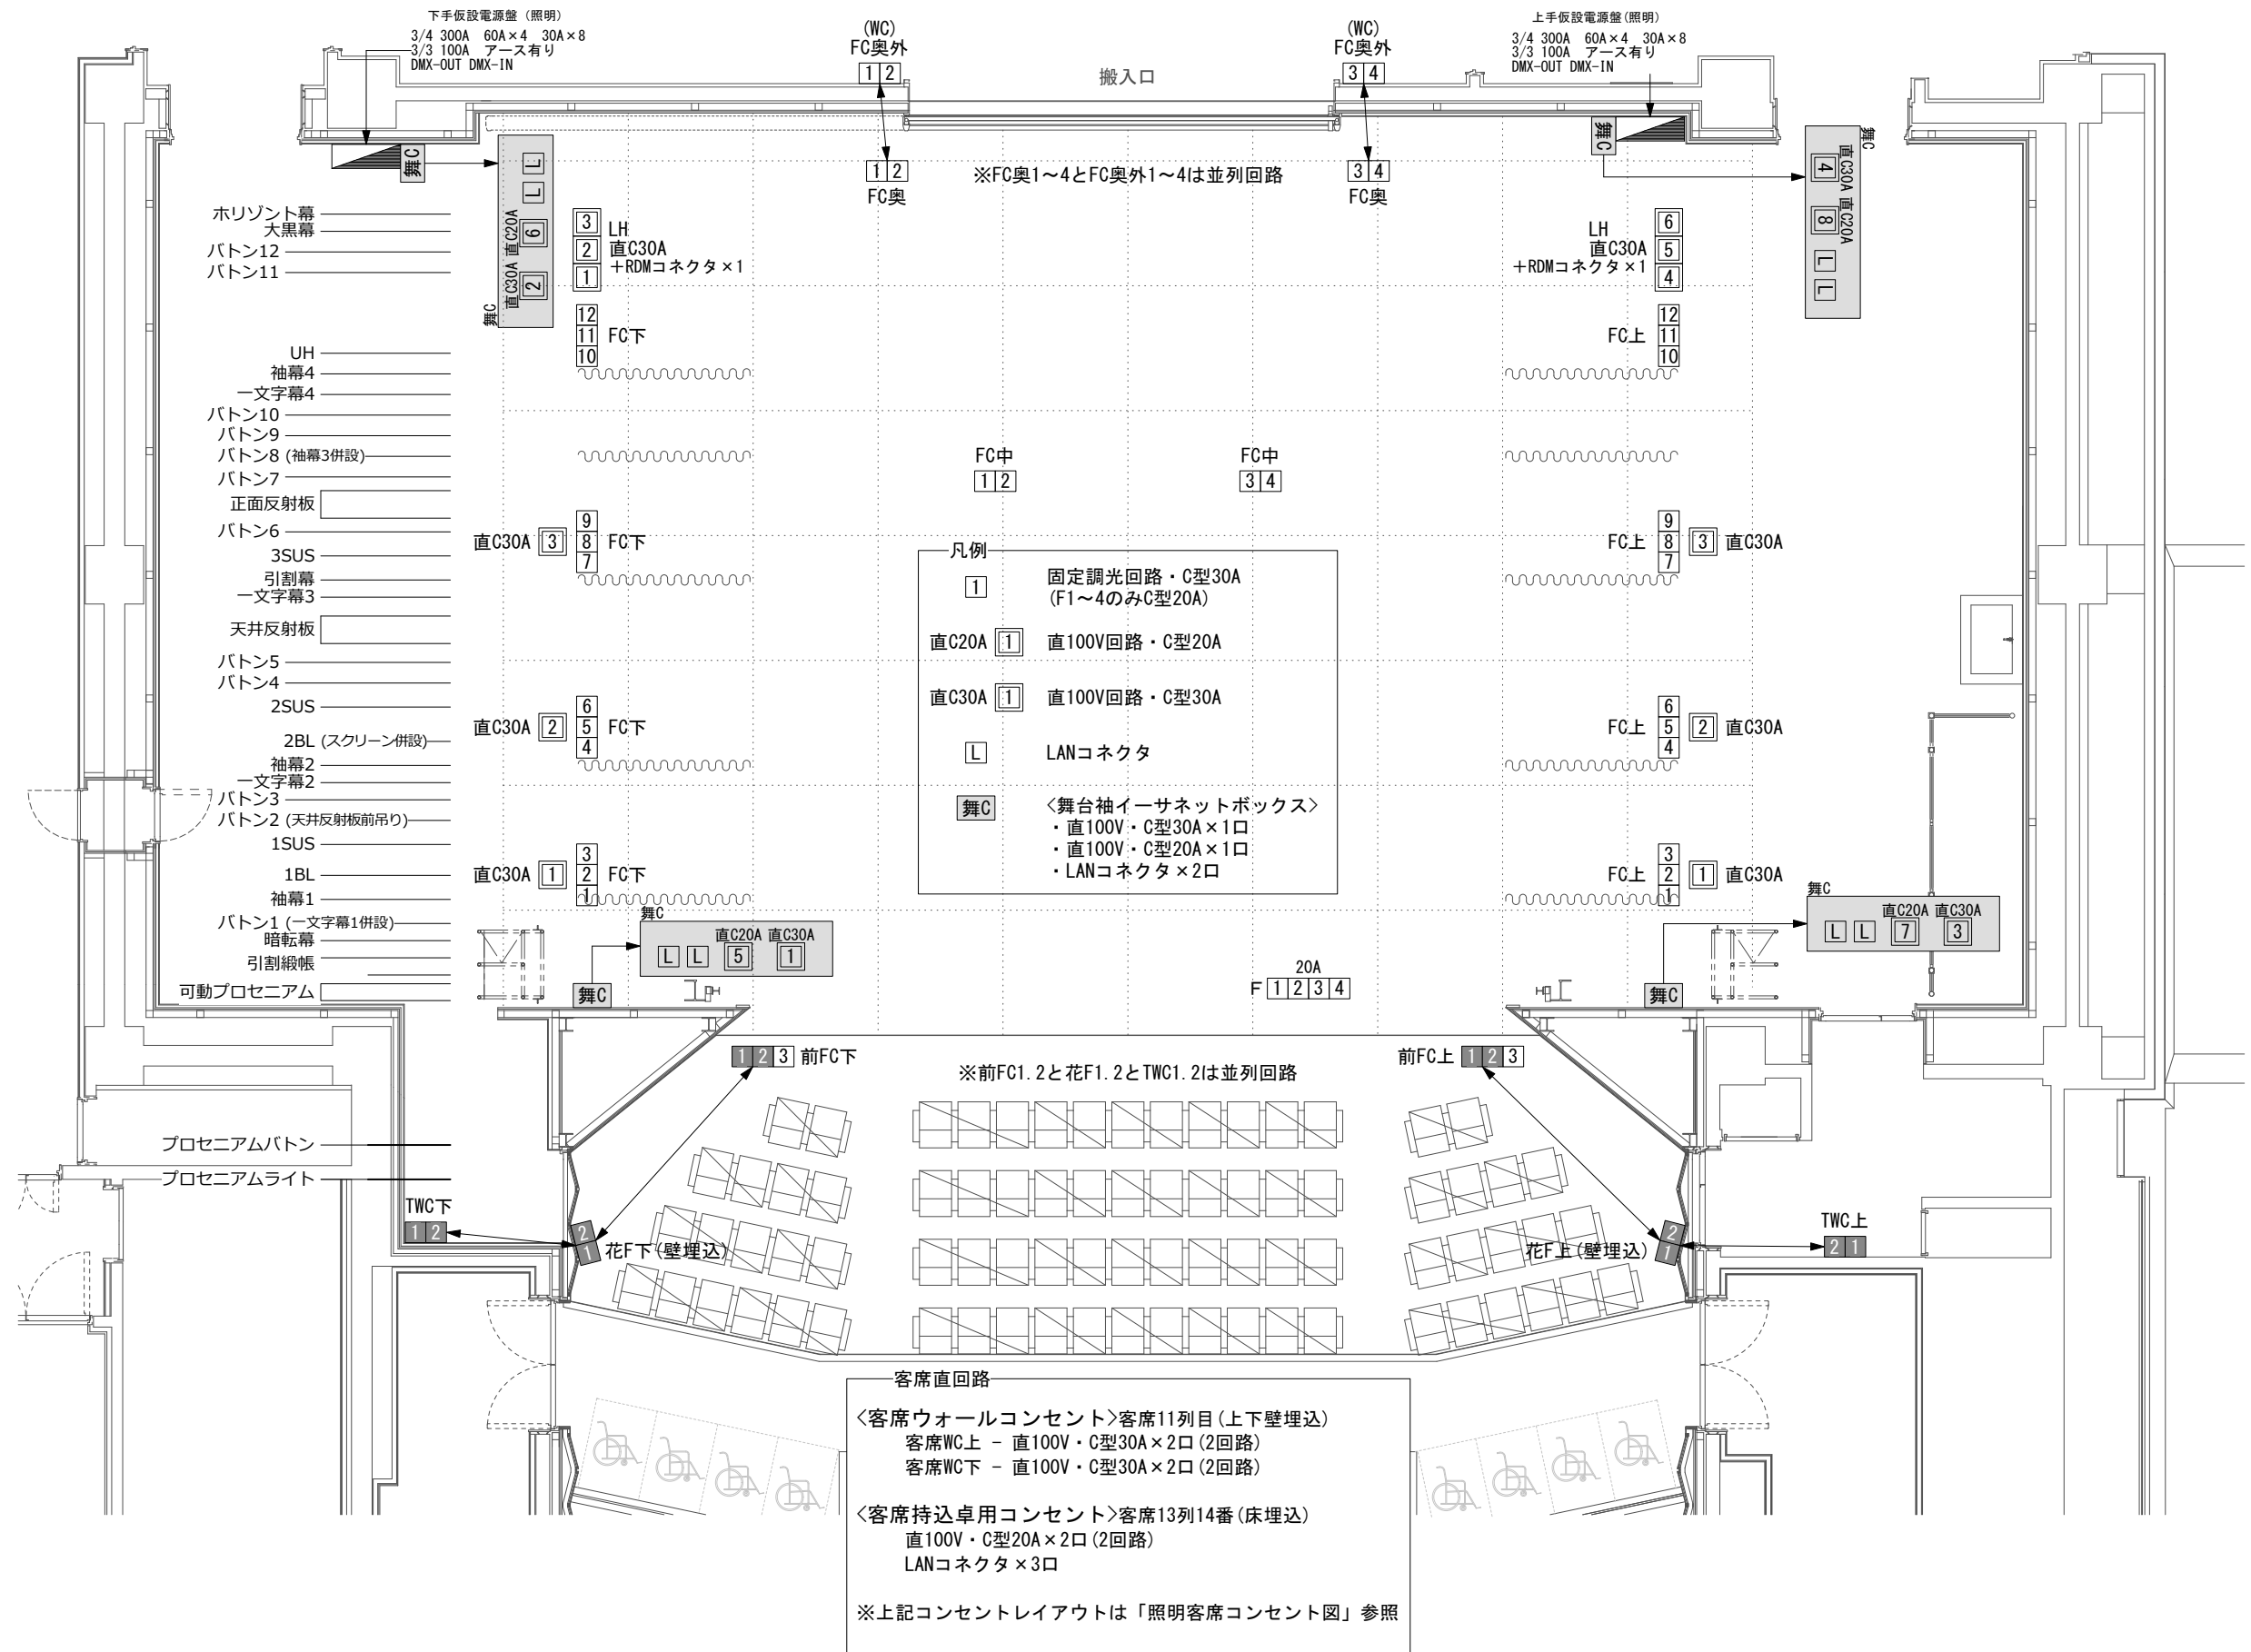 下手仮設電源盤（照明）
3/4 300A 60A×4 30A×8
3/3 100A アース有り
DMX-OUT DMX-IN
(WC)
FC奥外
1 2
搬入口
(WC)
FC奥外
3 4
上手仮設電源盤(照明)
3/4 300A 60A×4 30A×8
3/3 100A アース有り
DMX-OUT DMX-IN
舞C
舞C
L
L
直C20A 6
直C30A 2
舞C
1 2
FC奥
※FC奥1～4とFC奥外1～4は並列回路
3 4
FC奥
舞C
直C30A 4
直C20A 8
L
L
ホリゾント幕
大黒幕
バトン12
バトン11
3
2
1
LH
直C30A
＋RDMコネクタ×1
LH
直C30A
＋RDMコネクタ×1
6
5
4
12
11
10
FC下
FC上
12
11
10
UH
袖幕4
一文字幕4
バトン10
バトン9
バトン8 (袖幕3併設)
バトン7
正面反射板
バトン6
3SUS
引割幕
一文字幕3
天井反射板
バトン5
バトン4
2SUS
2BL (スクリーン併設)
袖幕2
一文字幕2
バトン3
バトン2 (天井反射板前吊り)
1SUS
1BL
袖幕1
バトン1 (一文字幕1併設)
暗転幕
引割緞帳
可動プロセニアム
プロセニアムバトン
プロセニアムライト
FC中
1 2
FC中
3 4
直C30A 3
9
8
7
FC下
FC上
9
8
7
3 直C30A
直C30A 2
6
5
4
FC下
FC上
6
5
4
2 直C30A
直C30A 1
3
2
1
FC下
FC上
3
2
1
1 直C30A
凡例
1 固定調光回路・C型30A
(F1～4のみC型20A)
直C20A 1 直100V回路・C型20A
直C30A 1 直100V回路・C型30A
L LANコネクタ
舞C 〈舞台袖イーサネットボックス〉
・直100V・C型30A×1口
・直100V・C型20A×1口
・LANコネクタ×2口
舞C
直C20A 直C30A
L L 5 1
舞C
舞C
直C20A 直C30A
L L 7 3
舞C
20A
F 1 2 3 4
1 2 3 前FC下
前FC上 1 2 3
※前FC1.2と花F1.2とTWC1.2は並列回路
TWC下
1 2
2
1
花F下(壁埋込)
花F上(壁埋込)
2
1
TWC上
2 1
客席直回路
〈客席ウォールコンセント〉客席11列目(上下壁埋込)
客席WC上 － 直100V・C型30A×2口(2回路)
客席WC下 － 直100V・C型30A×2口(2回路)
〈客席持込卓用コンセント〉客席13列14番(床埋込)
直100V・C型20A×2口(2回路)
LANコネクタ×3口
※上記コンセントレイアウトは「照明客席コンセント図」参照